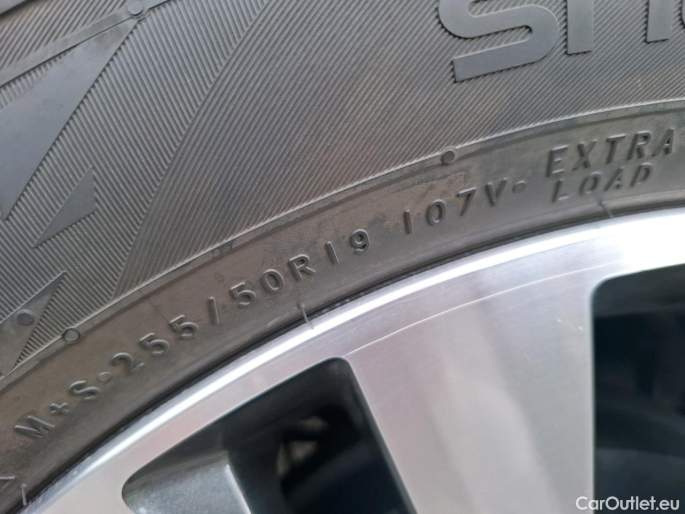 M+S 255/50R19 107V EXTRA
LOAD
CarOutlet.eu